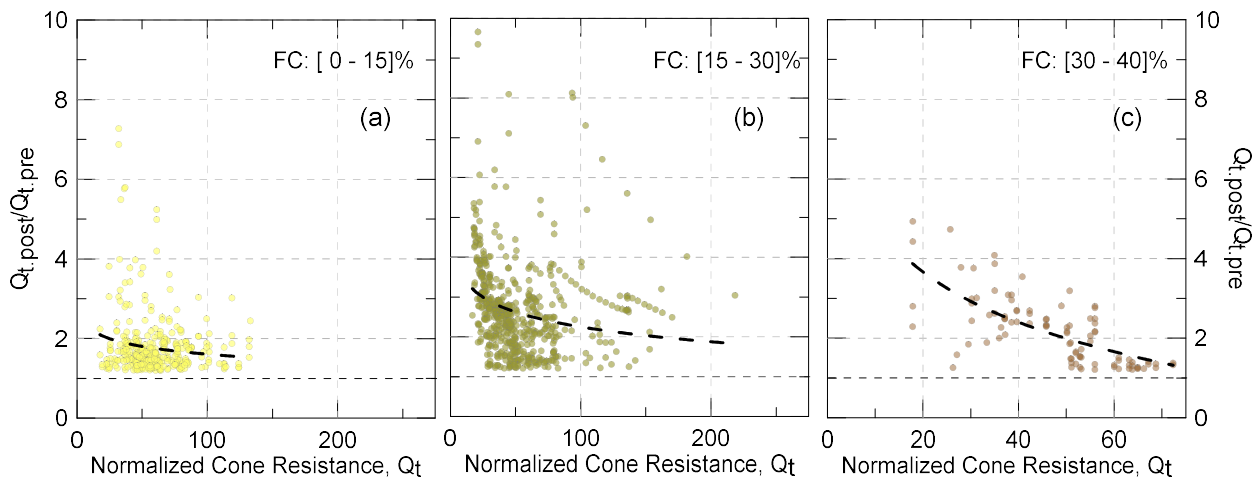 10
8
6
4
2
0
Qt.post/Qt.pre
FC: [ 0 - 15]%
(a)
0
100
200
Normalized Cone Resistance, Qt
FC: [15 - 30]%
(b)
0
100
200
Normalized Cone Resistance, Qt
FC: [30 - 40]%
(c)
0
20
40
60
Normalized Cone Resistance, Qt
10
8
6
4
2
0
Qt.post/Qt.pre